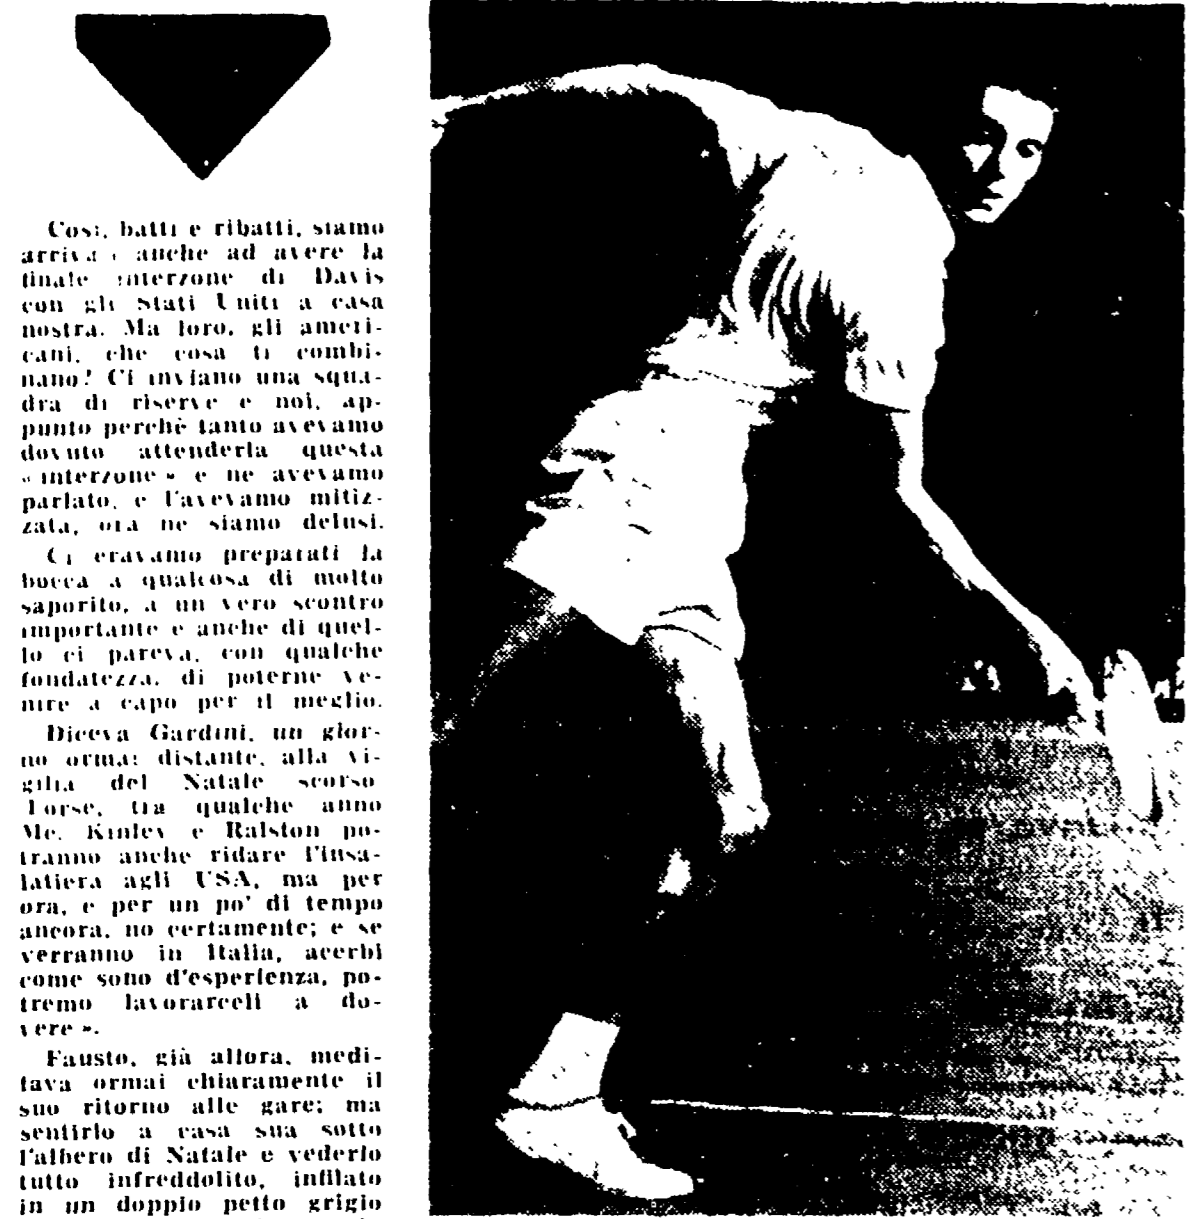 Così, batti e ribatti, siamo
arriva i anche ad avere la
finale interzone di Davis
con gli Stati Uniti a casa
nostra. Ma loro, gli ameri-
cani, che cosa ti combi-
nano? Ci inviano una squa-
dra di riserve e noi, ap-
punto perchè tanto avevamo
dovuto attenderla questa
« interzone » e ne avevamo
parlato, e l'avevamo mitiz-
zata, ora ne siamo delusi.
Ci eravamo preparati la
bocca a qualcosa di molto
saporito, a un vero scontro
importante e anche di quel-
lo ci pareva, con qualche
fondatezza, di poterne ve-
nire a capo per il meglio.
Diceva Gardini, un gior-
no ormai distante, alla vi-
gilia del Natale scorso
Forse, tra qualche anno
Mc. Kinley e Ralston po-
tranno anche ridare l'insa-
latiera agli USA, ma per
ora, e per un po' di tempo
ancora, no certamente; e se
verranno in Italia, acerbi
come sono d'esperienza, po-
tremo lavorarceli a do-
vere ».
Fausto, già allora, medi-
tava ormai chiaramente il
suo ritorno alle gare; ma
sentirlo a casa sua sotto
l'albero di Natale e vederlo
tutto infreddolito, infilato
in un doppio petto grigio